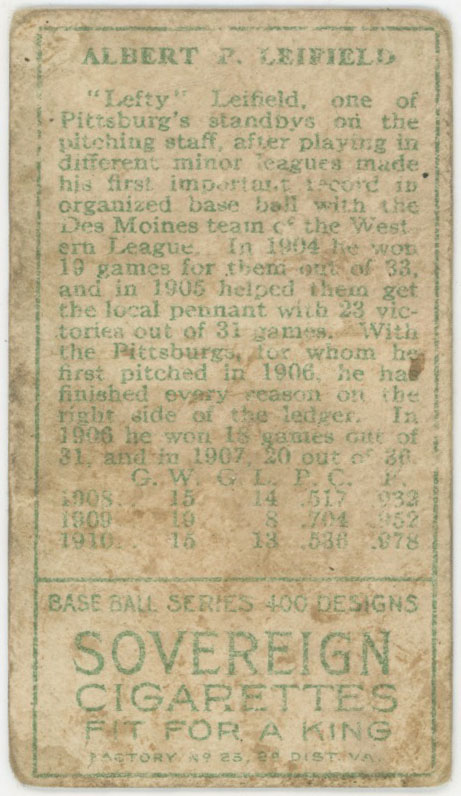 ALBERT P. LEIFIELD
"Lefty" Leifield, one of
Pittsburg's standbys on the
pitching staff, after playing in
different minor leagues made
his first important record in
organized base ball with the
Des Moines team of the West
ern League. In 1904 he won
19 games for them out of 33,
and in 1905 helped them get
the local pennant with 23 vic-
tories out of 31 games. With
the Pittsburgs, for whom he
first pitched in 1906, he has
finished every season on the
right side of the ledger. In
1906 he won 18 games out of
31, and in 1907, 20 out of 36.
G. W. G L. P. C. F.
1908. 15 14 .517 .932
1909 19 8 .704 .952
1910. 15 13 .536 .978
BASE BALL SERIES 400 DESIGNS
SOVEREIGN
CIGARETTES
FIT FOR A KING
FACTORY NO 25, 2D DIST. VA.